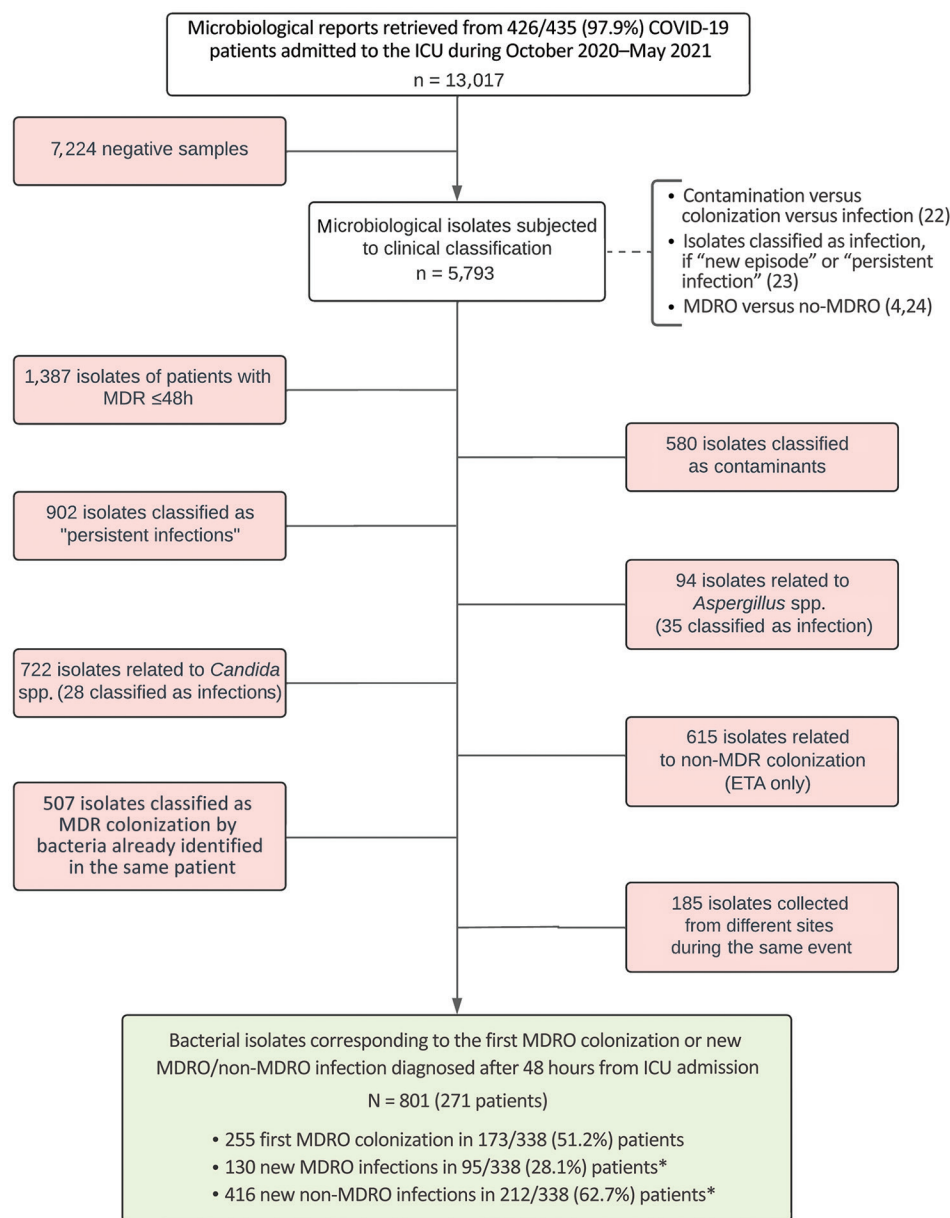 Microbiological reports retrieved from 426/435 (97.9%) COVID-19
patients admitted to the ICU during October 2020–May 2021
n = 13,017
7,224 negative samples
Microbiological isolates subjected
to clinical classification
n = 5,793
• Contamination versus
colonization versus infection (22)
• Isolates classified as infection,
if “new episode” or “persistent
infection” (23)
• MDRO versus no-MDRO (4,24)
1,387 isolates of patients with
MDR ≤48h
580 isolates classified
as contaminants
902 isolates classified as
"persistent infections"
94 isolates related to
Aspergillus spp.
(35 classified as infection)
722 isolates related to Candida
spp. (28 classified as infections)
615 isolates related
to non-MDR colonization
(ETA only)
507 isolates classified as
MDR colonization by
bacteria already identified
in the same patient
185 isolates collected
from different sites
during the same event
Bacterial isolates corresponding to the first MDRO colonization or new
MDRO/non-MDRO infection diagnosed after 48 hours from ICU admission
N = 801 (271 patients)
• 255 first MDRO colonization in 173/338 (51.2%) patients
• 130 new MDRO infections in 95/338 (28.1%) patients*
• 416 new non-MDRO infections in 212/338 (62.7%) patients*